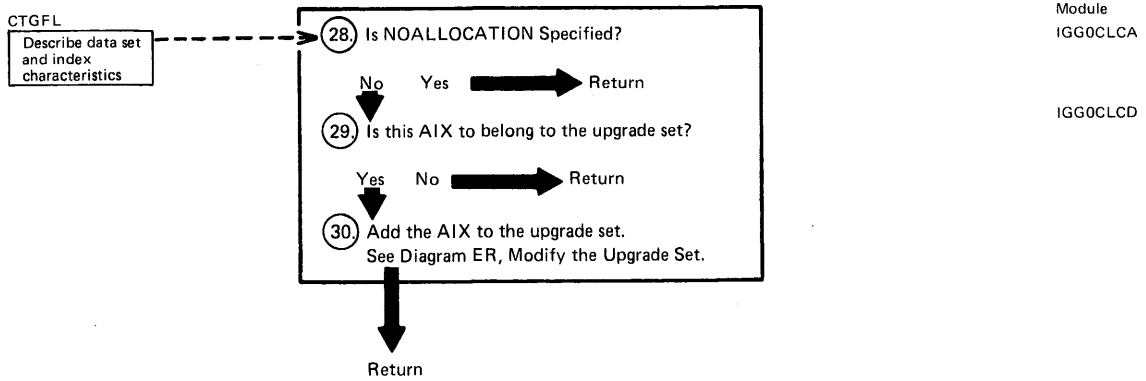 CTGFL
Describe data set
and index
characteristics
28. Is NOALLOCATION Specified?
No Yes Return
29. Is this AIX to belong to the upgrade set?
Yes No Return
30. Add the AIX to the upgrade set.
See Diagram ER, Modify the Upgrade Set.
Return
Module
IGG0CLCA
IGG0CLCD